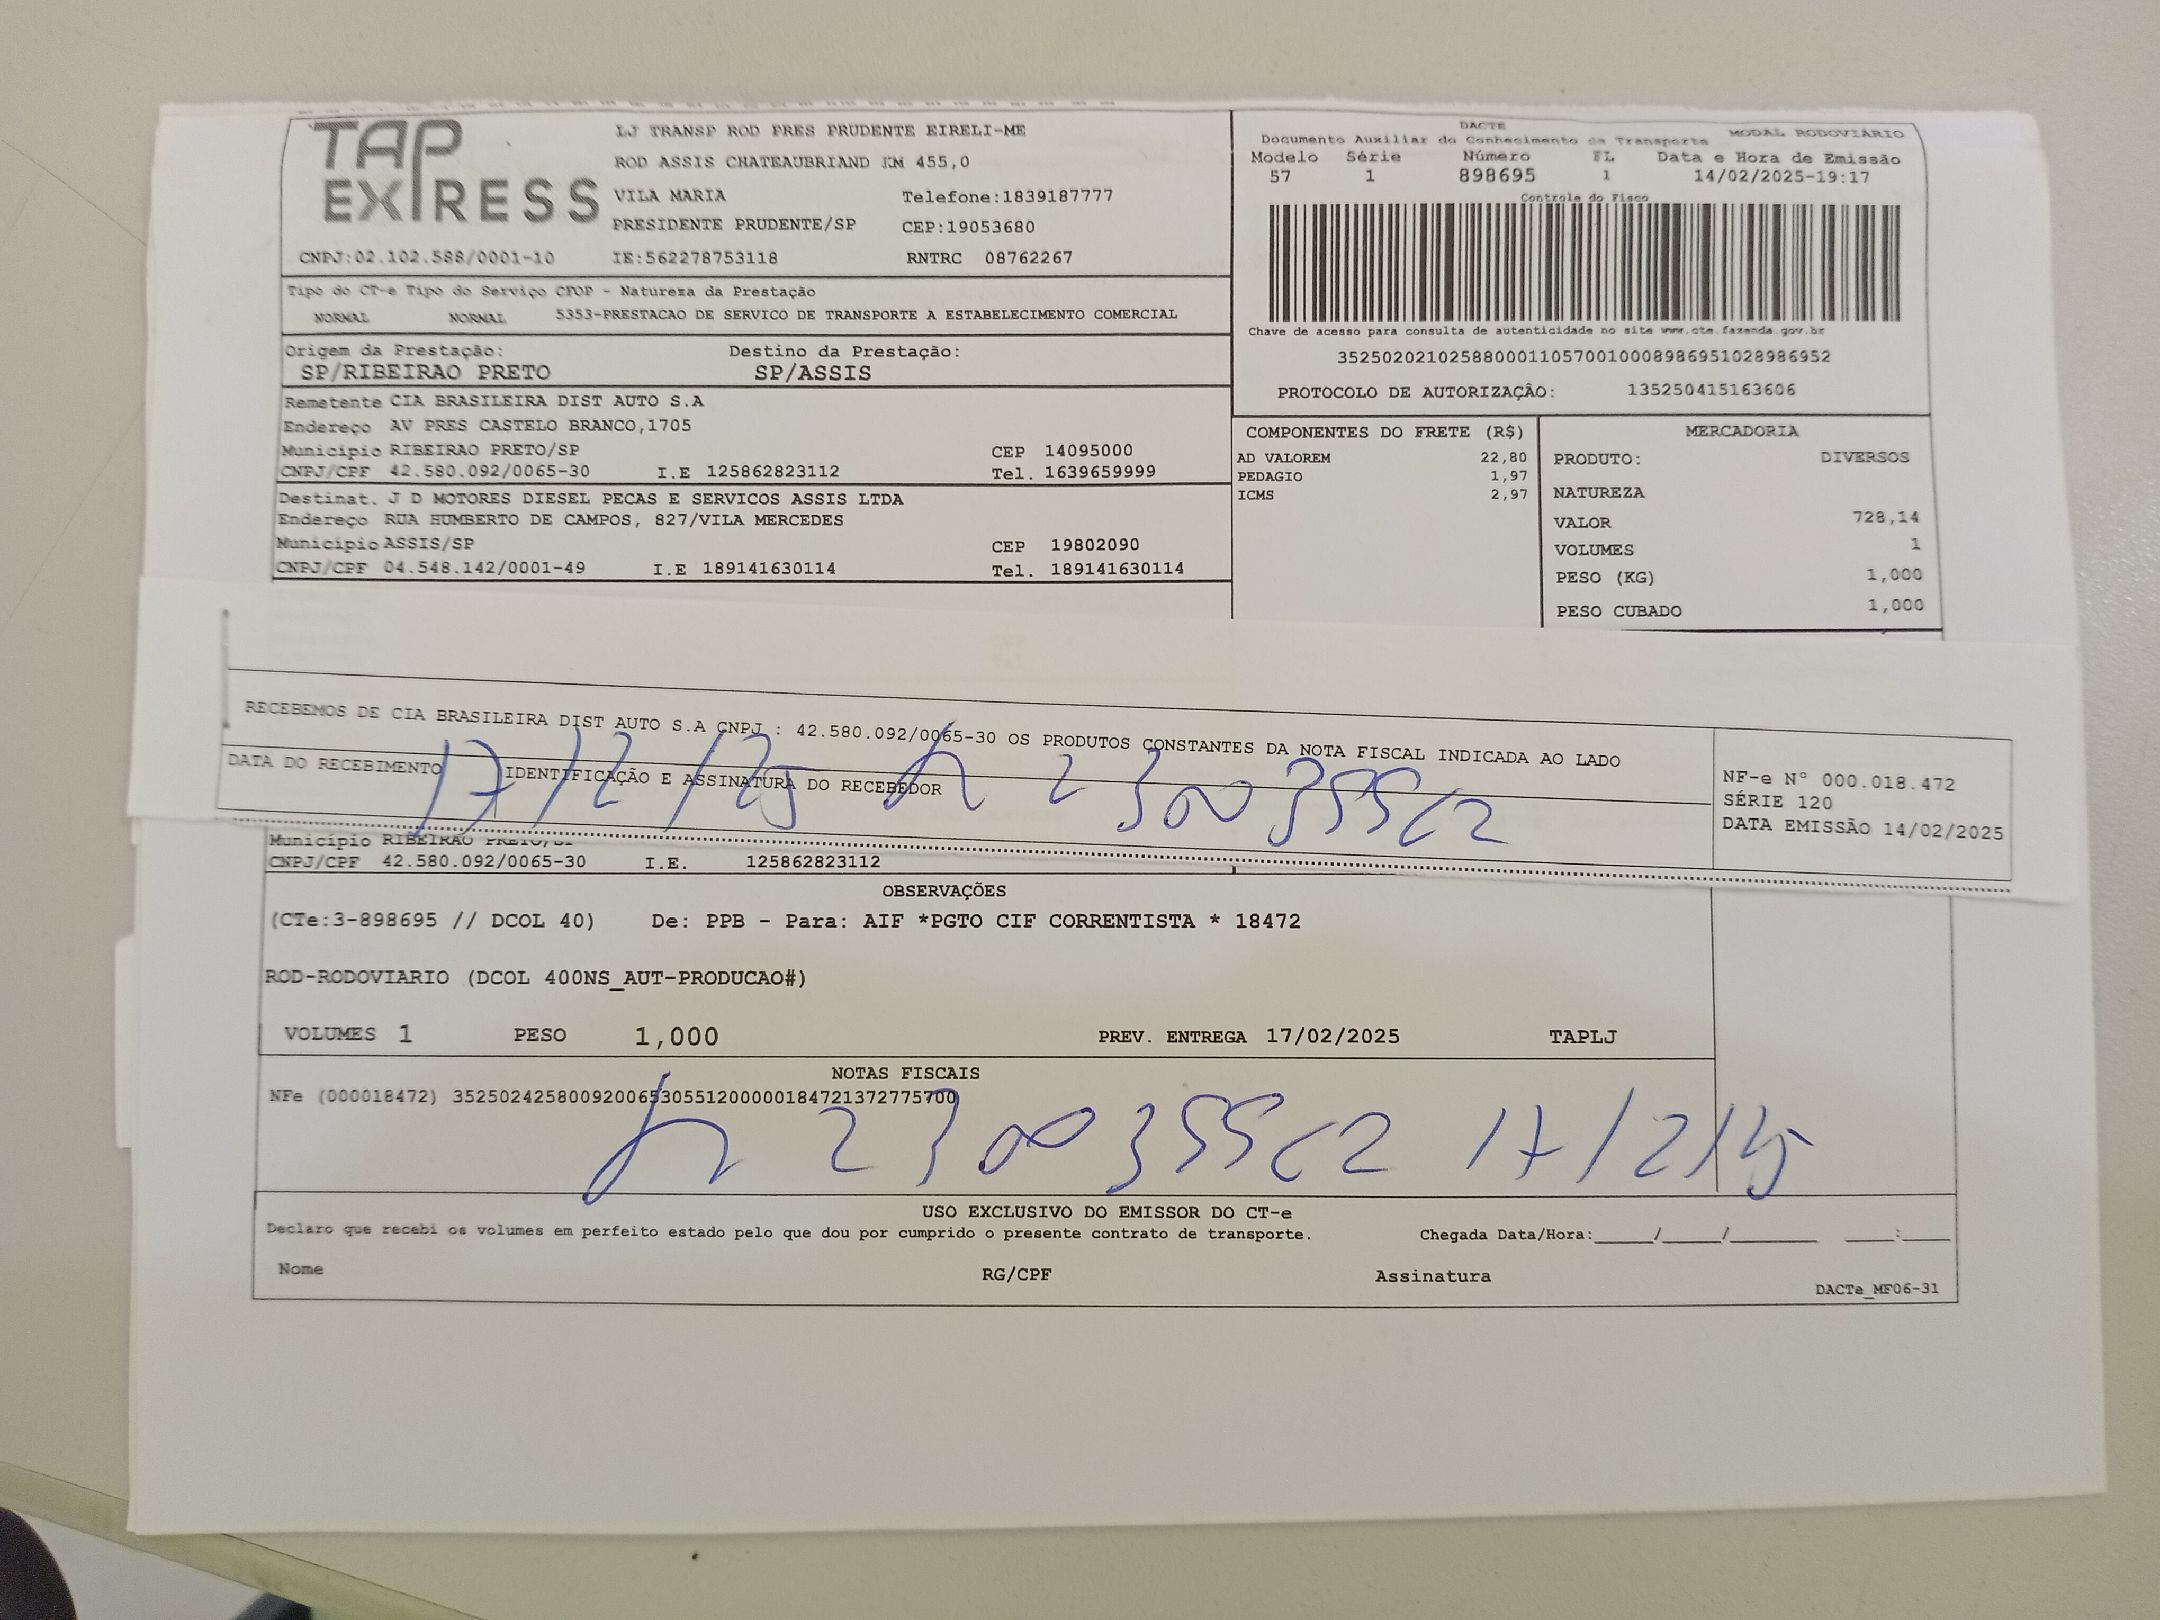 TAP EXPRESS
LJ TRANSP ROD PRES PRUDENTE EIRELI-ME
ROD ASSIS CHATEAUBRIAND KM 455,0
VILA MARIA Telefone:1839187777
PRESIDENTE PRUDENTE/SP CEP:19053680
CNPJ:02.102.588/0001-10 IE:562278753118 RNTRC 08762267
DACTE
Documento Auxiliar do Conhecimento de Transporte MODAL RODOVIÁRIO
Modelo Série Número FL Data e Hora de Emissão
57 1 898695 1 14/02/2025-19:17
Controle do Fisco
Chave de acesso para consulta de autenticidade no site www.cte.fazenda.gov.br
35250202102588000110570010008986951028986952
PROTOCOLO DE AUTORIZAÇÃO: 135250415163606
Tipo do CT-e Tipo do Serviço CFOP - Natureza da Prestação
NORMAL NORMAL 5353-PRESTACAO DE SERVICO DE TRANSPORTE A ESTABELECIMENTO COMERCIAL
Origem da Prestação: Destino da Prestação:
SP/RIBEIRAO PRETO SP/ASSIS
Remetente CIA BRASILEIRA DIST AUTO S.A
Endereço AV PRES CASTELO BRANCO,1705
Município RIBEIRAO PRETO/SP CEP 14095000
CNPJ/CPF 42.580.092/0065-30 I.E 125862823112 Tel. 1639659999
Destinat. J D MOTORES DIESEL PECAS E SERVICOS ASSIS LTDA
Endereço RUA HUMBERTO DE CAMPOS, 827/VILA MERCEDES
Município ASSIS/SP CEP 19802090
CNPJ/CPF 04.548.142/0001-49 I.E 189141630114 Tel. 189141630114
COMPONENTES DO FRETE (R$)
AD VALOREM 22,80
PEDAGIO 1,97
ICMS 2,97
MERCADORIA
PRODUTO: DIVERSOS
NATUREZA
VALOR 728,14
VOLUMES 1
PESO (KG) 1,000
PESO CUBADO 1,000
RECEBEMOS DE CIA BRASILEIRA DIST AUTO S.A CNPJ : 42.580.092/0065-30 OS PRODUTOS CONSTANTES DA NOTA FISCAL INDICADA AO LADO
DATA DO RECEBIMENTO IDENTIFICAÇÃO E ASSINATURA DO RECEBEDOR
17/2/25
NF-e N° 000.018.472
SÉRIE 120
DATA EMISSÃO 14/02/2025
Município RIBEIRAO PRETO/SP
CNPJ/CPF 42.580.092/0065-30 I.E. 125862823112
OBSERVAÇÕES
(CTe:3-898695 // DCOL 40) De: PPB - Para: AIF *PGTO CIF CORRENTISTA * 18472
ROD-RODOVIARIO (DCOL 400NS_AUT-PRODUCAO#)
VOLUMES 1 PESO 1,000 PREV. ENTREGA 17/02/2025 TAPLJ
NOTAS FISCAIS
NFe (000018472) 35250242580092006530551200000184721372775700
17/2/25
USO EXCLUSIVO DO EMISSOR DO CT-e
Declaro que recebi os volumes em perfeito estado pelo que dou por cumprido o presente contrato de transporte. Chegada Data/Hora:_____/_____/_______ ____:____
Nome RG/CPF Assinatura
DACTe_MF06-31